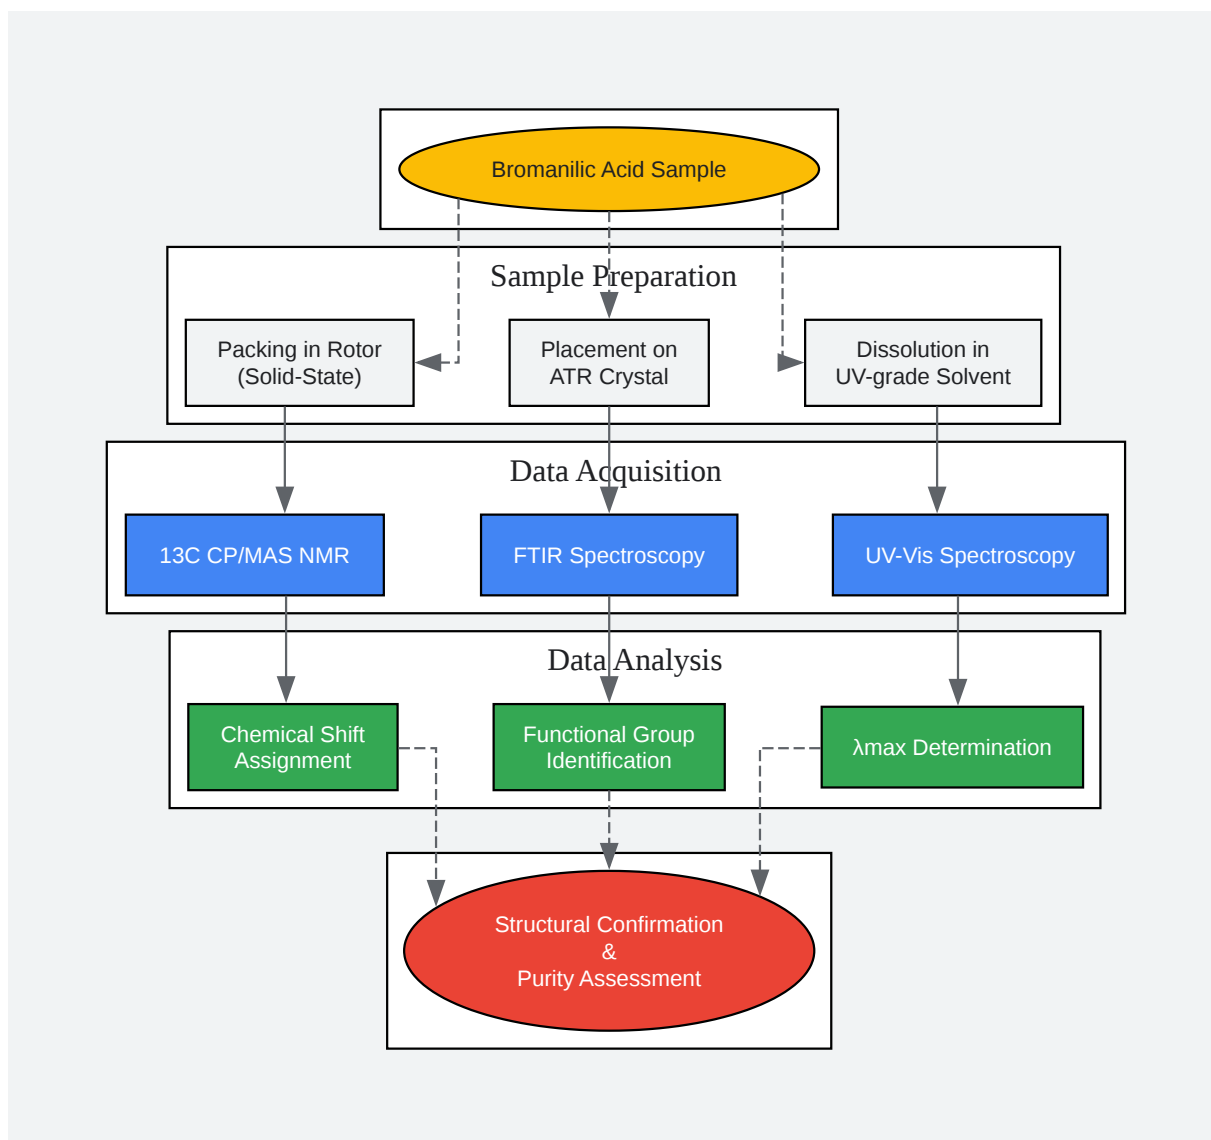 Bromanilic Acid Sample
Sample Preparation
Packing in Rotor
(Solid-State)
Placement on
ATR Crystal
Dissolution in
UV-grade Solvent
Data Acquisition
13C CP/MAS NMR
FTIR Spectroscopy
UV-Vis Spectroscopy
Data Analysis
Chemical Shift
Assignment
Functional Group
Identification
λmax Determination
Structural Confirmation
&
Purity Assessment